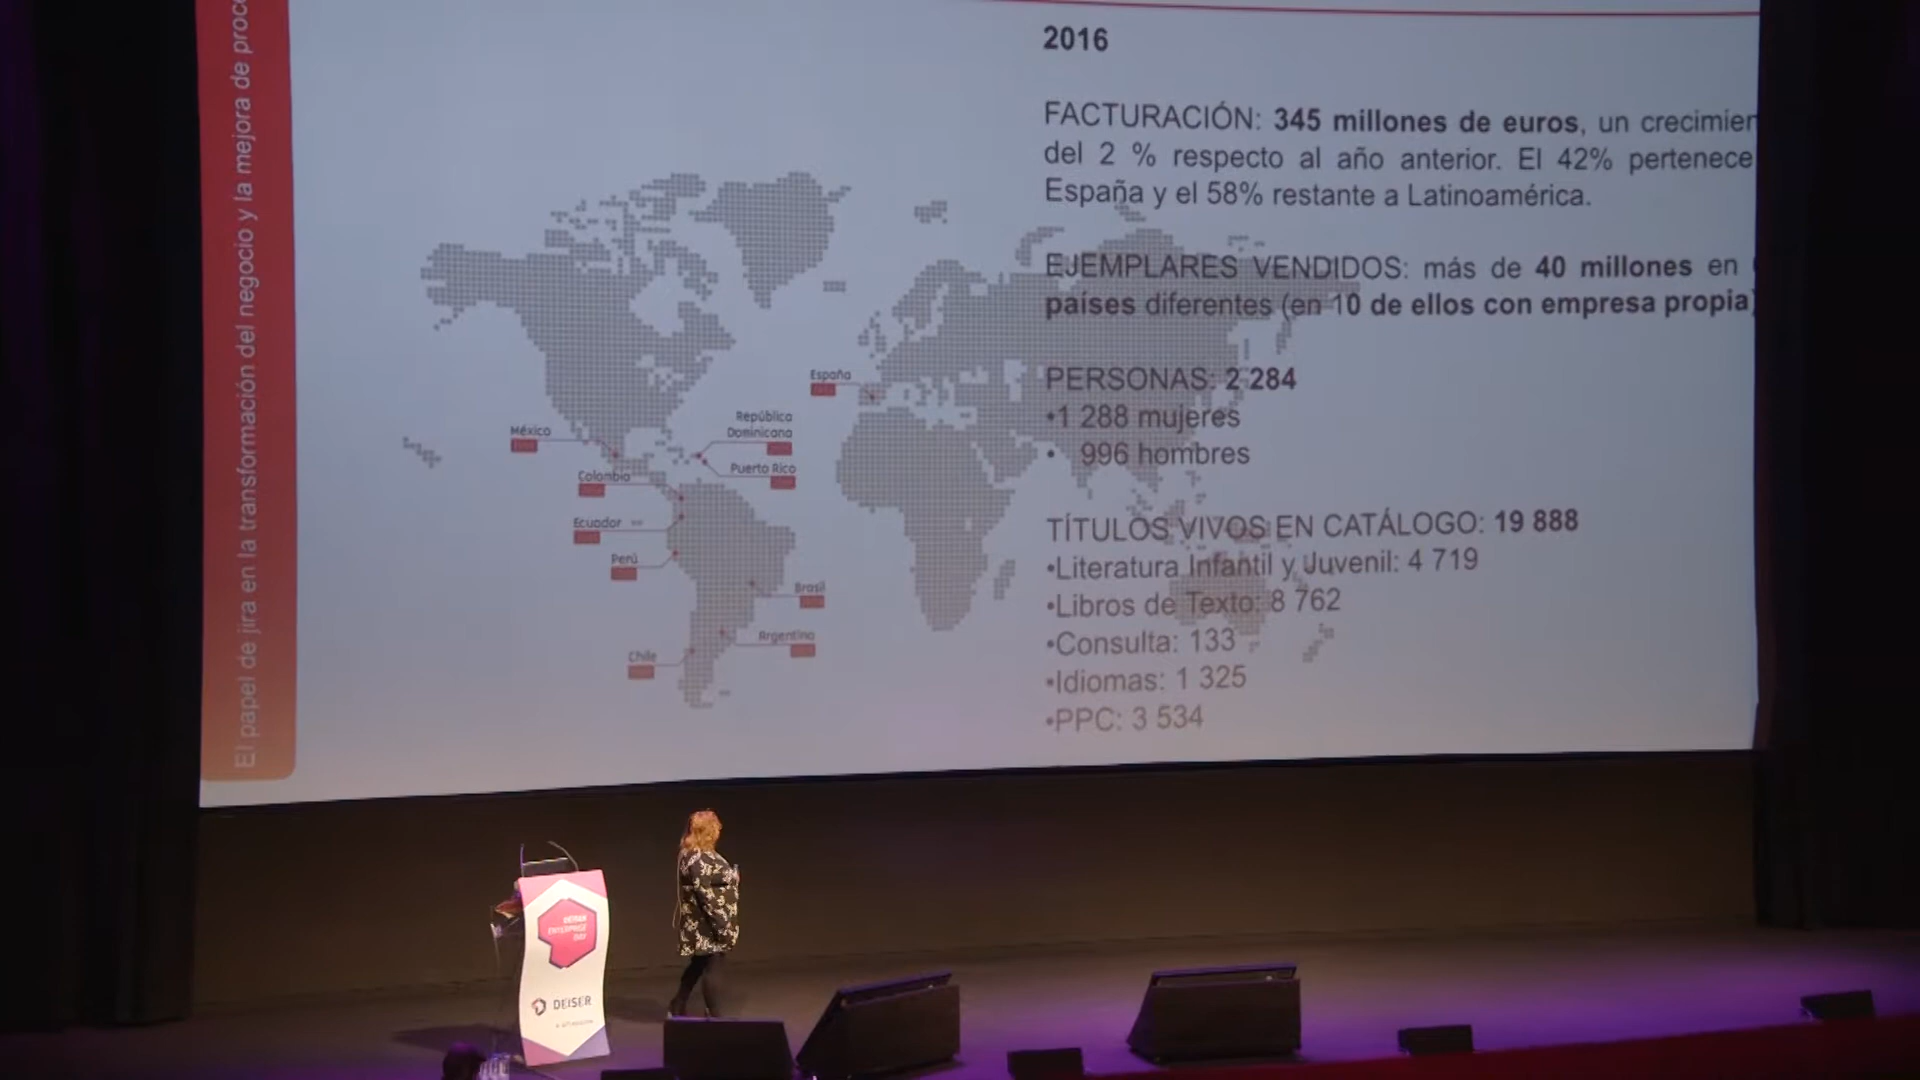 El papel de jira en la transformación del negocio y la mejora de proc
2016
FACTURACIÓN: 345 millones de euros, un crecimien
del 2 % respecto al año anterior. El 42% pertenece
España y el 58% restante a Latinoamérica.
EJEMPLARES VENDIDOS: más de 40 millones en
países diferentes (en 10 de ellos con empresa propia)
PERSONAS: 2 284
•1 288 mujeres
• 996 hombres
TÍTULOS VIVOS EN CATÁLOGO: 19 888
•Literatura Infantil y Juvenil: 4 719
•Libros de Texto: 8 762
•Consulta: 133
•Idiomas: 1 325
•PPC: 3 534
España
República
Dominicana
México
Puerto Rico
Colombia
Ecuador
Perú
Brasil
Argentina
Chile
DEISER
ENTERPRISE
DAY
DEISER